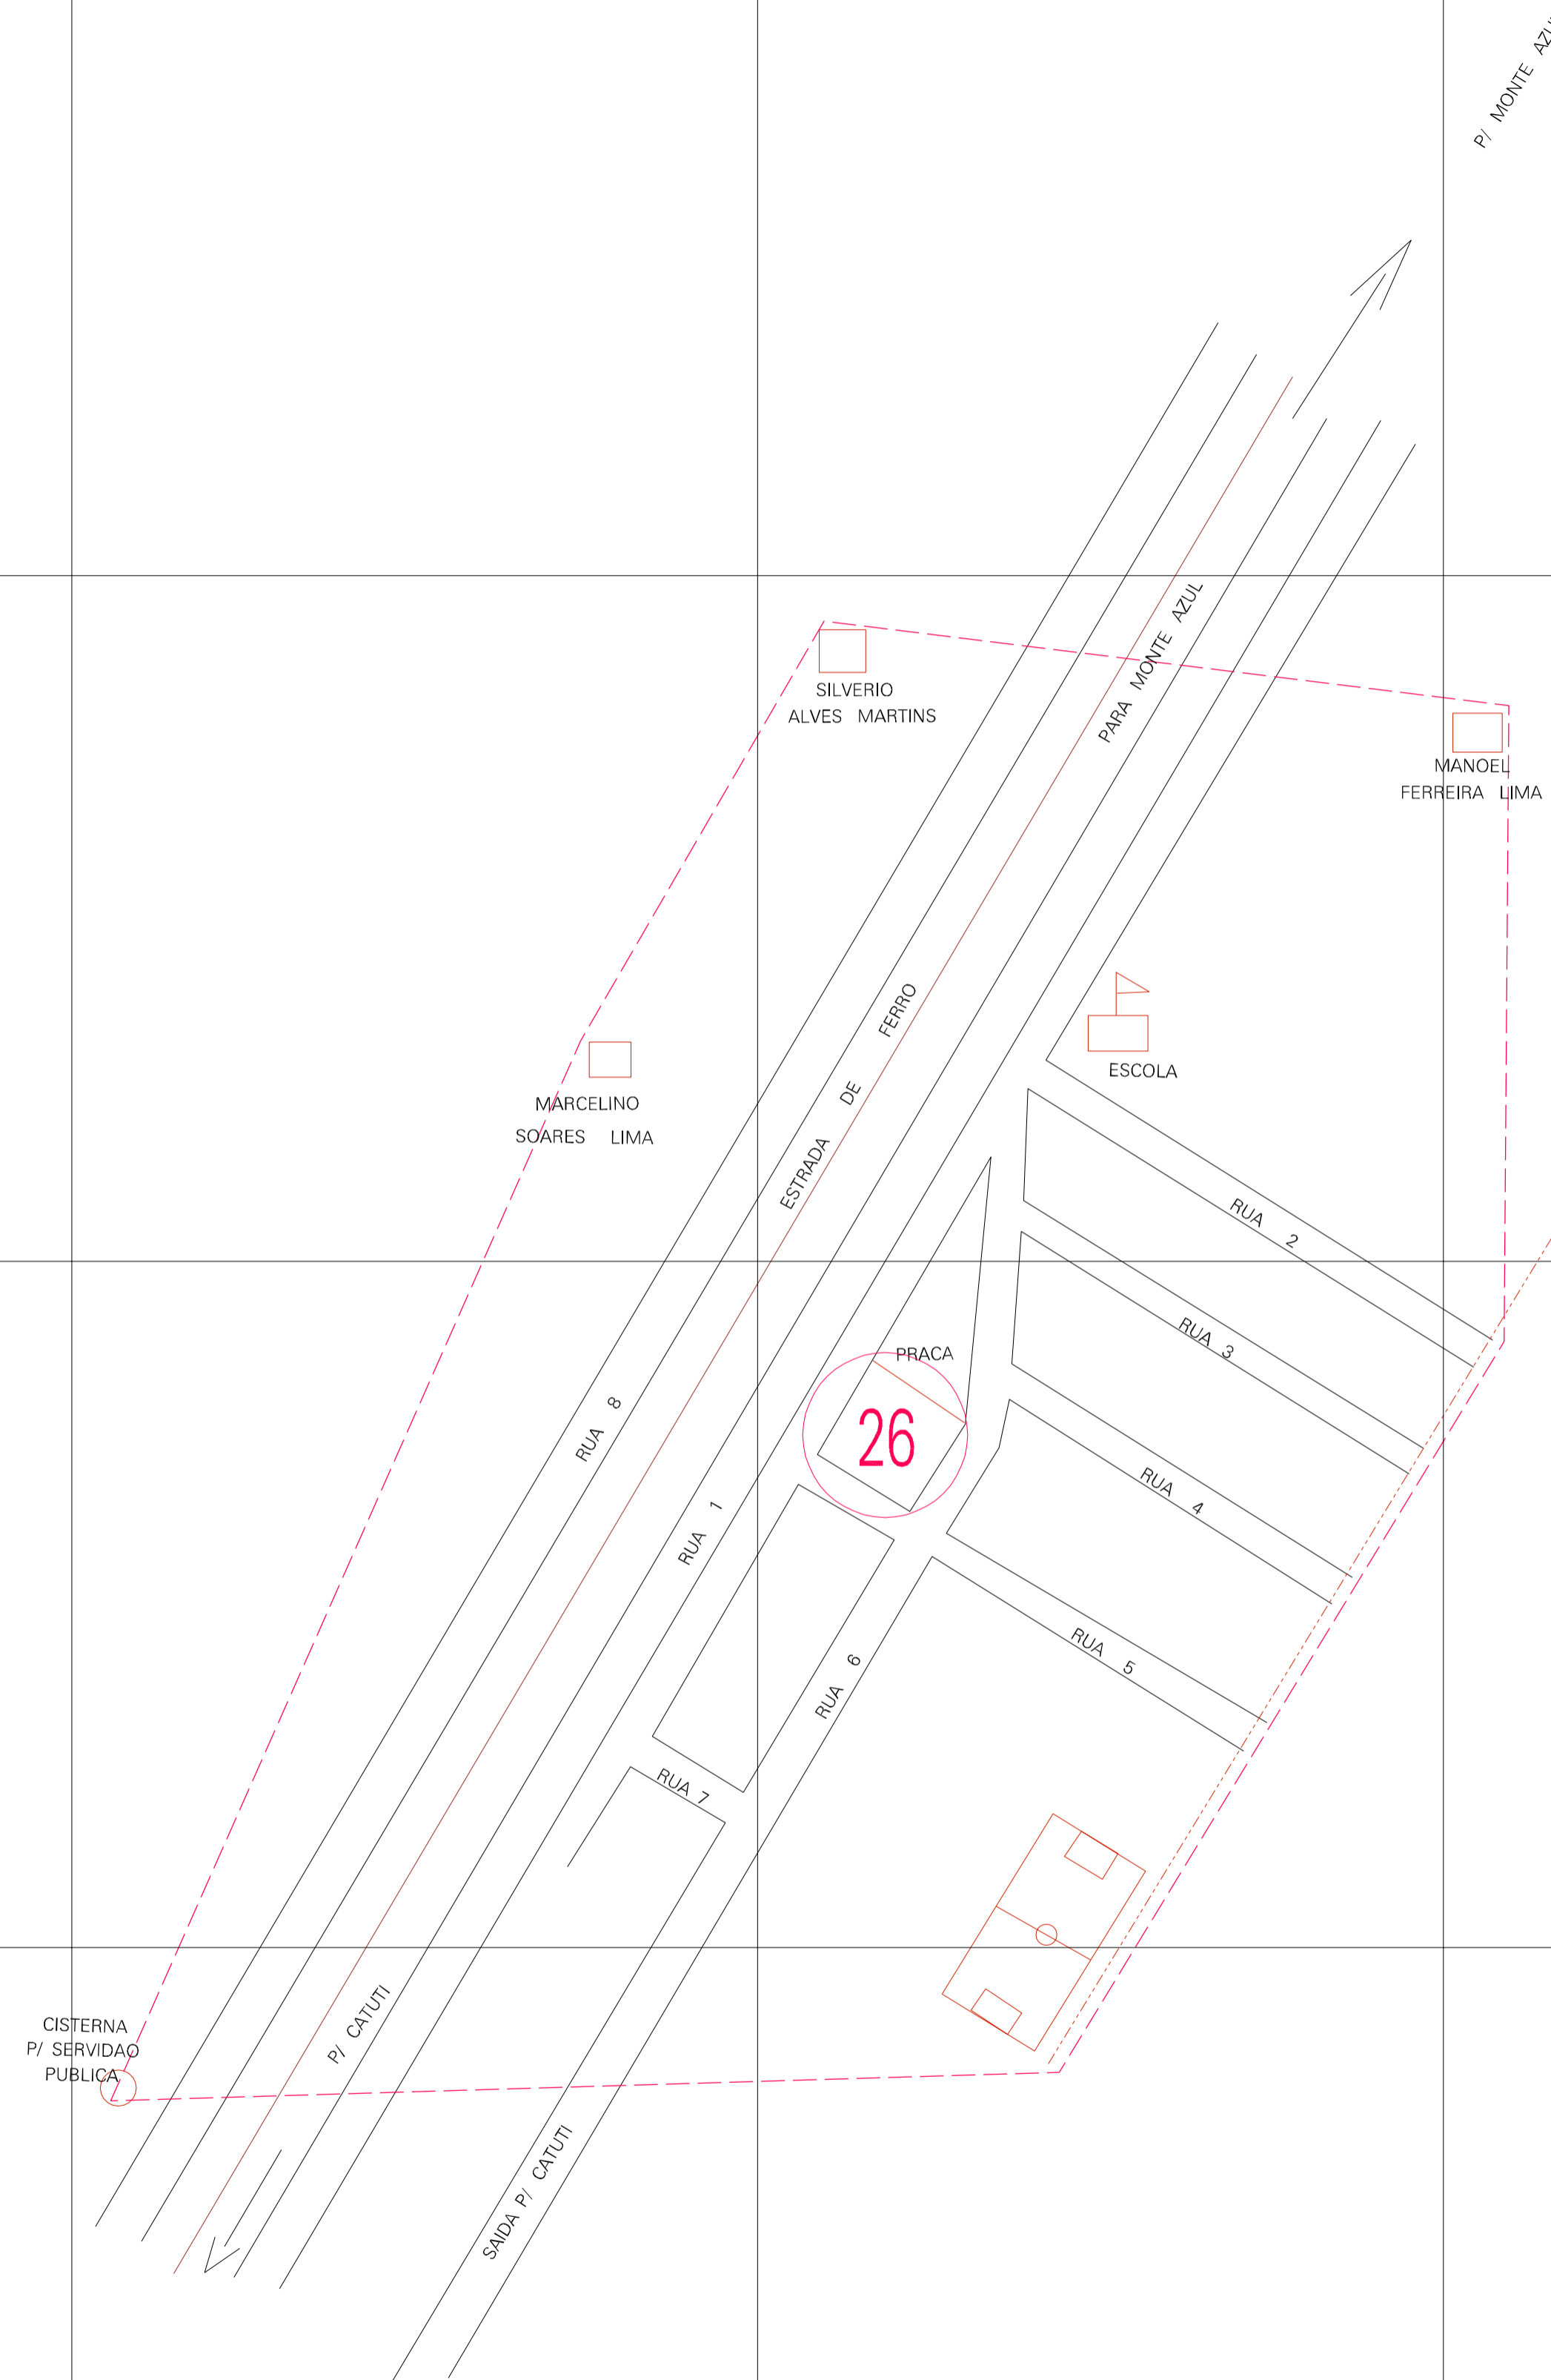 P/ MONTE AZU
PARA MONTE AZUL
SILVERIO
ALVES MARTINS
MANOEL
FERREIRA LIMA
ESTRADA DE FERRO
ESCOLA
MARCELINO
SOARES LIMA
RUA 2
RUA 3
PRACA
26
RUA 8
RUA 4
RUA 1
RUA 5
RUA 6
RUA 7
P/ CATUTI
CISTERNA
P/ SERVIDAO
PUBLICA
SAIDA P/ CATUTI